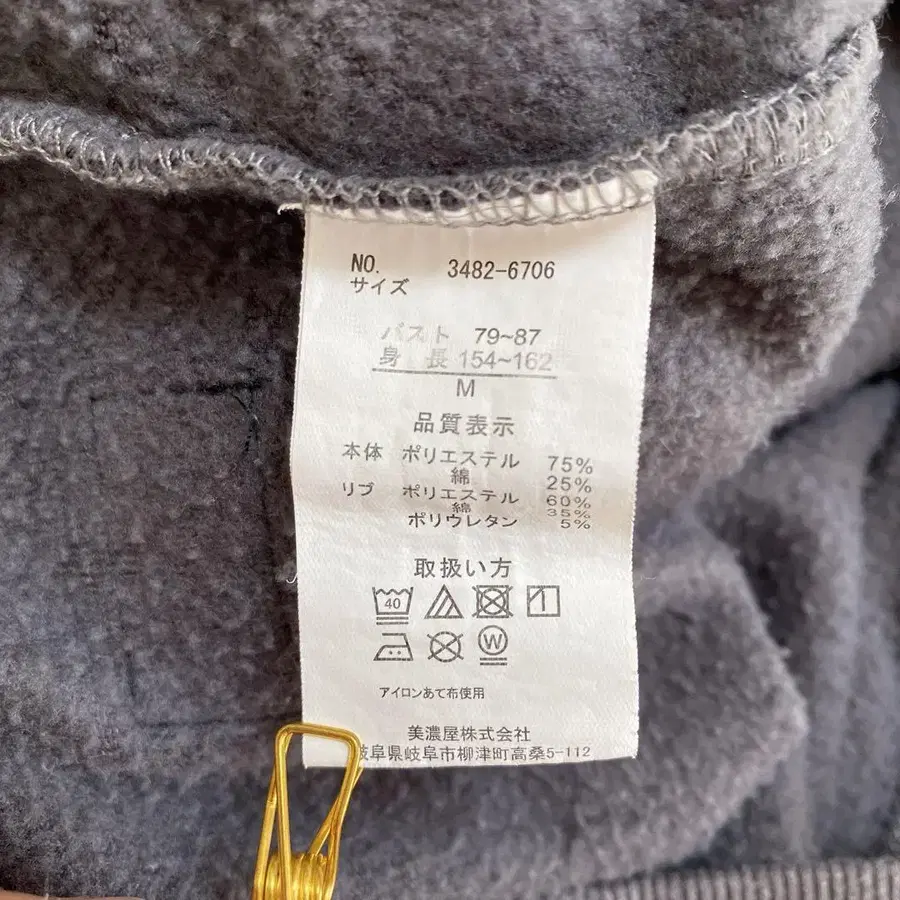 NO. 3482-6706
サイズ
バスト 79~87
身長 154~162
M
品質表示
本体 ポリエステル 75%
綿 25%
リブ ポリエステル 60%
綿 35%
ポリウレタン 5%
取扱い方
40
W
アイロンあて布使用
美濃屋株式会社
岐阜県岐阜市柳津町高桑5-112